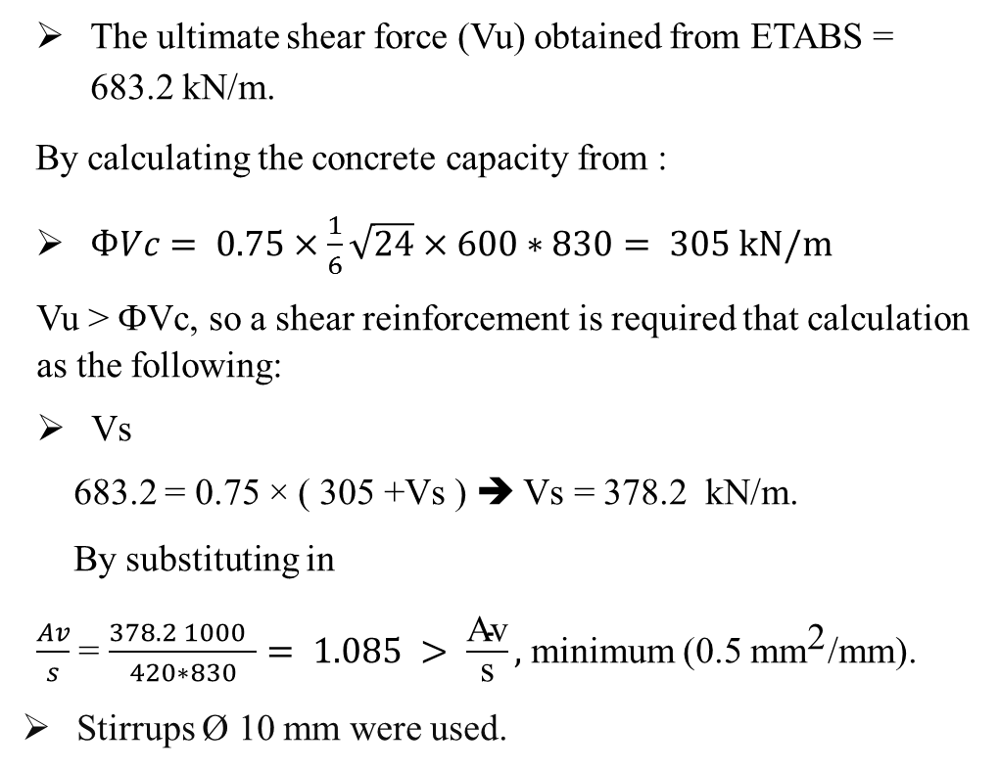 ➢ The ultimate shear force (Vu) obtained from ETABS =
683.2 kN/m.
By calculating the concrete capacity from :
➢ ΦVc = 0.75 × 1/6 √24 × 600 ∗ 830 = 305 kN/m
Vu > ΦVc, so a shear reinforcement is required that calculation
as the following:
➢ Vs
683.2 = 0.75 × ( 305 +Vs ) ➔ Vs = 378.2 kN/m.
By substituting in
Av/s = 378.2 1000/420∗830 = 1.085 > Av/s , minimum (0.5 mm²/mm).
➢ Stirrups Ø 10 mm were used.